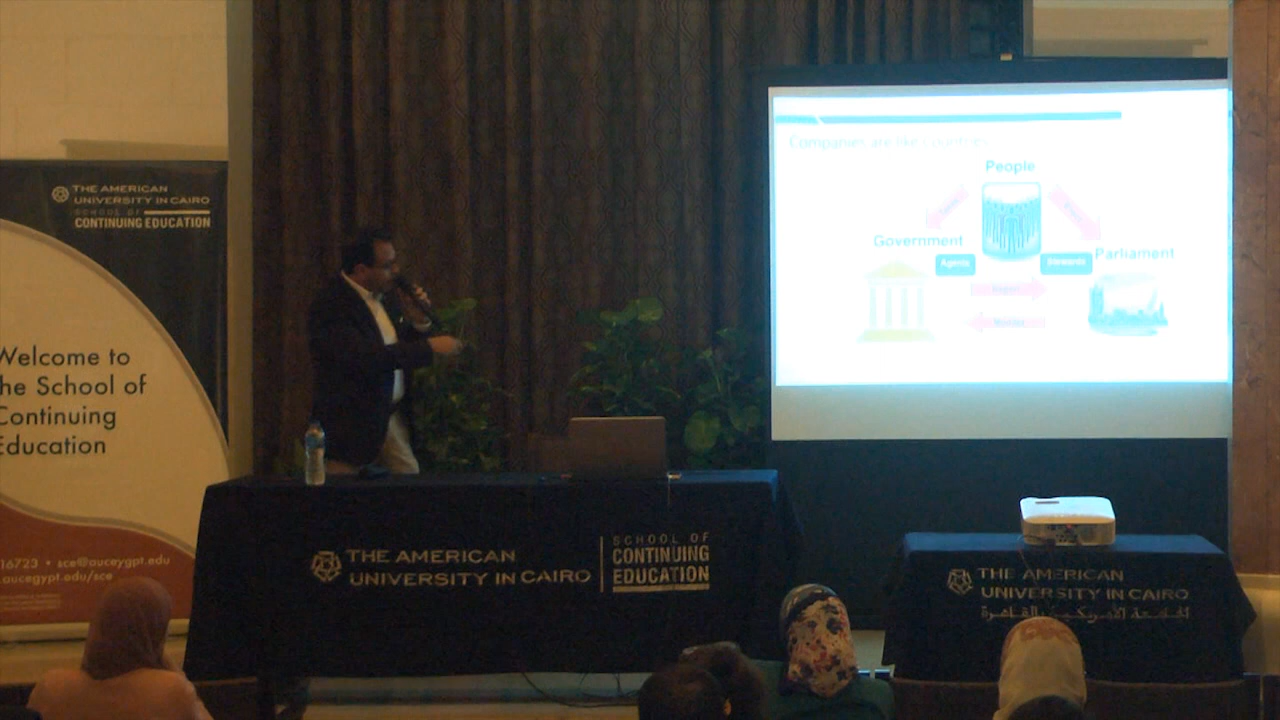 THE AMERICAN
UNIVERSITY IN CAIRO
SCHOOL OF
CONTINUING EDUCATION
Welcome to
the School of
Continuing
Education
16723 • sce@aucegypt.edu
.aucegypt.edu/sce
Companies are like countries
People
Government
Parliament
Agents
Stewards
THE AMERICAN
UNIVERSITY IN CAIRO
SCHOOL OF
CONTINUING
EDUCATION
THE AMERICAN
UNIVERSITY IN CAIRO
الجامعة الأمريكية بالقاهرة